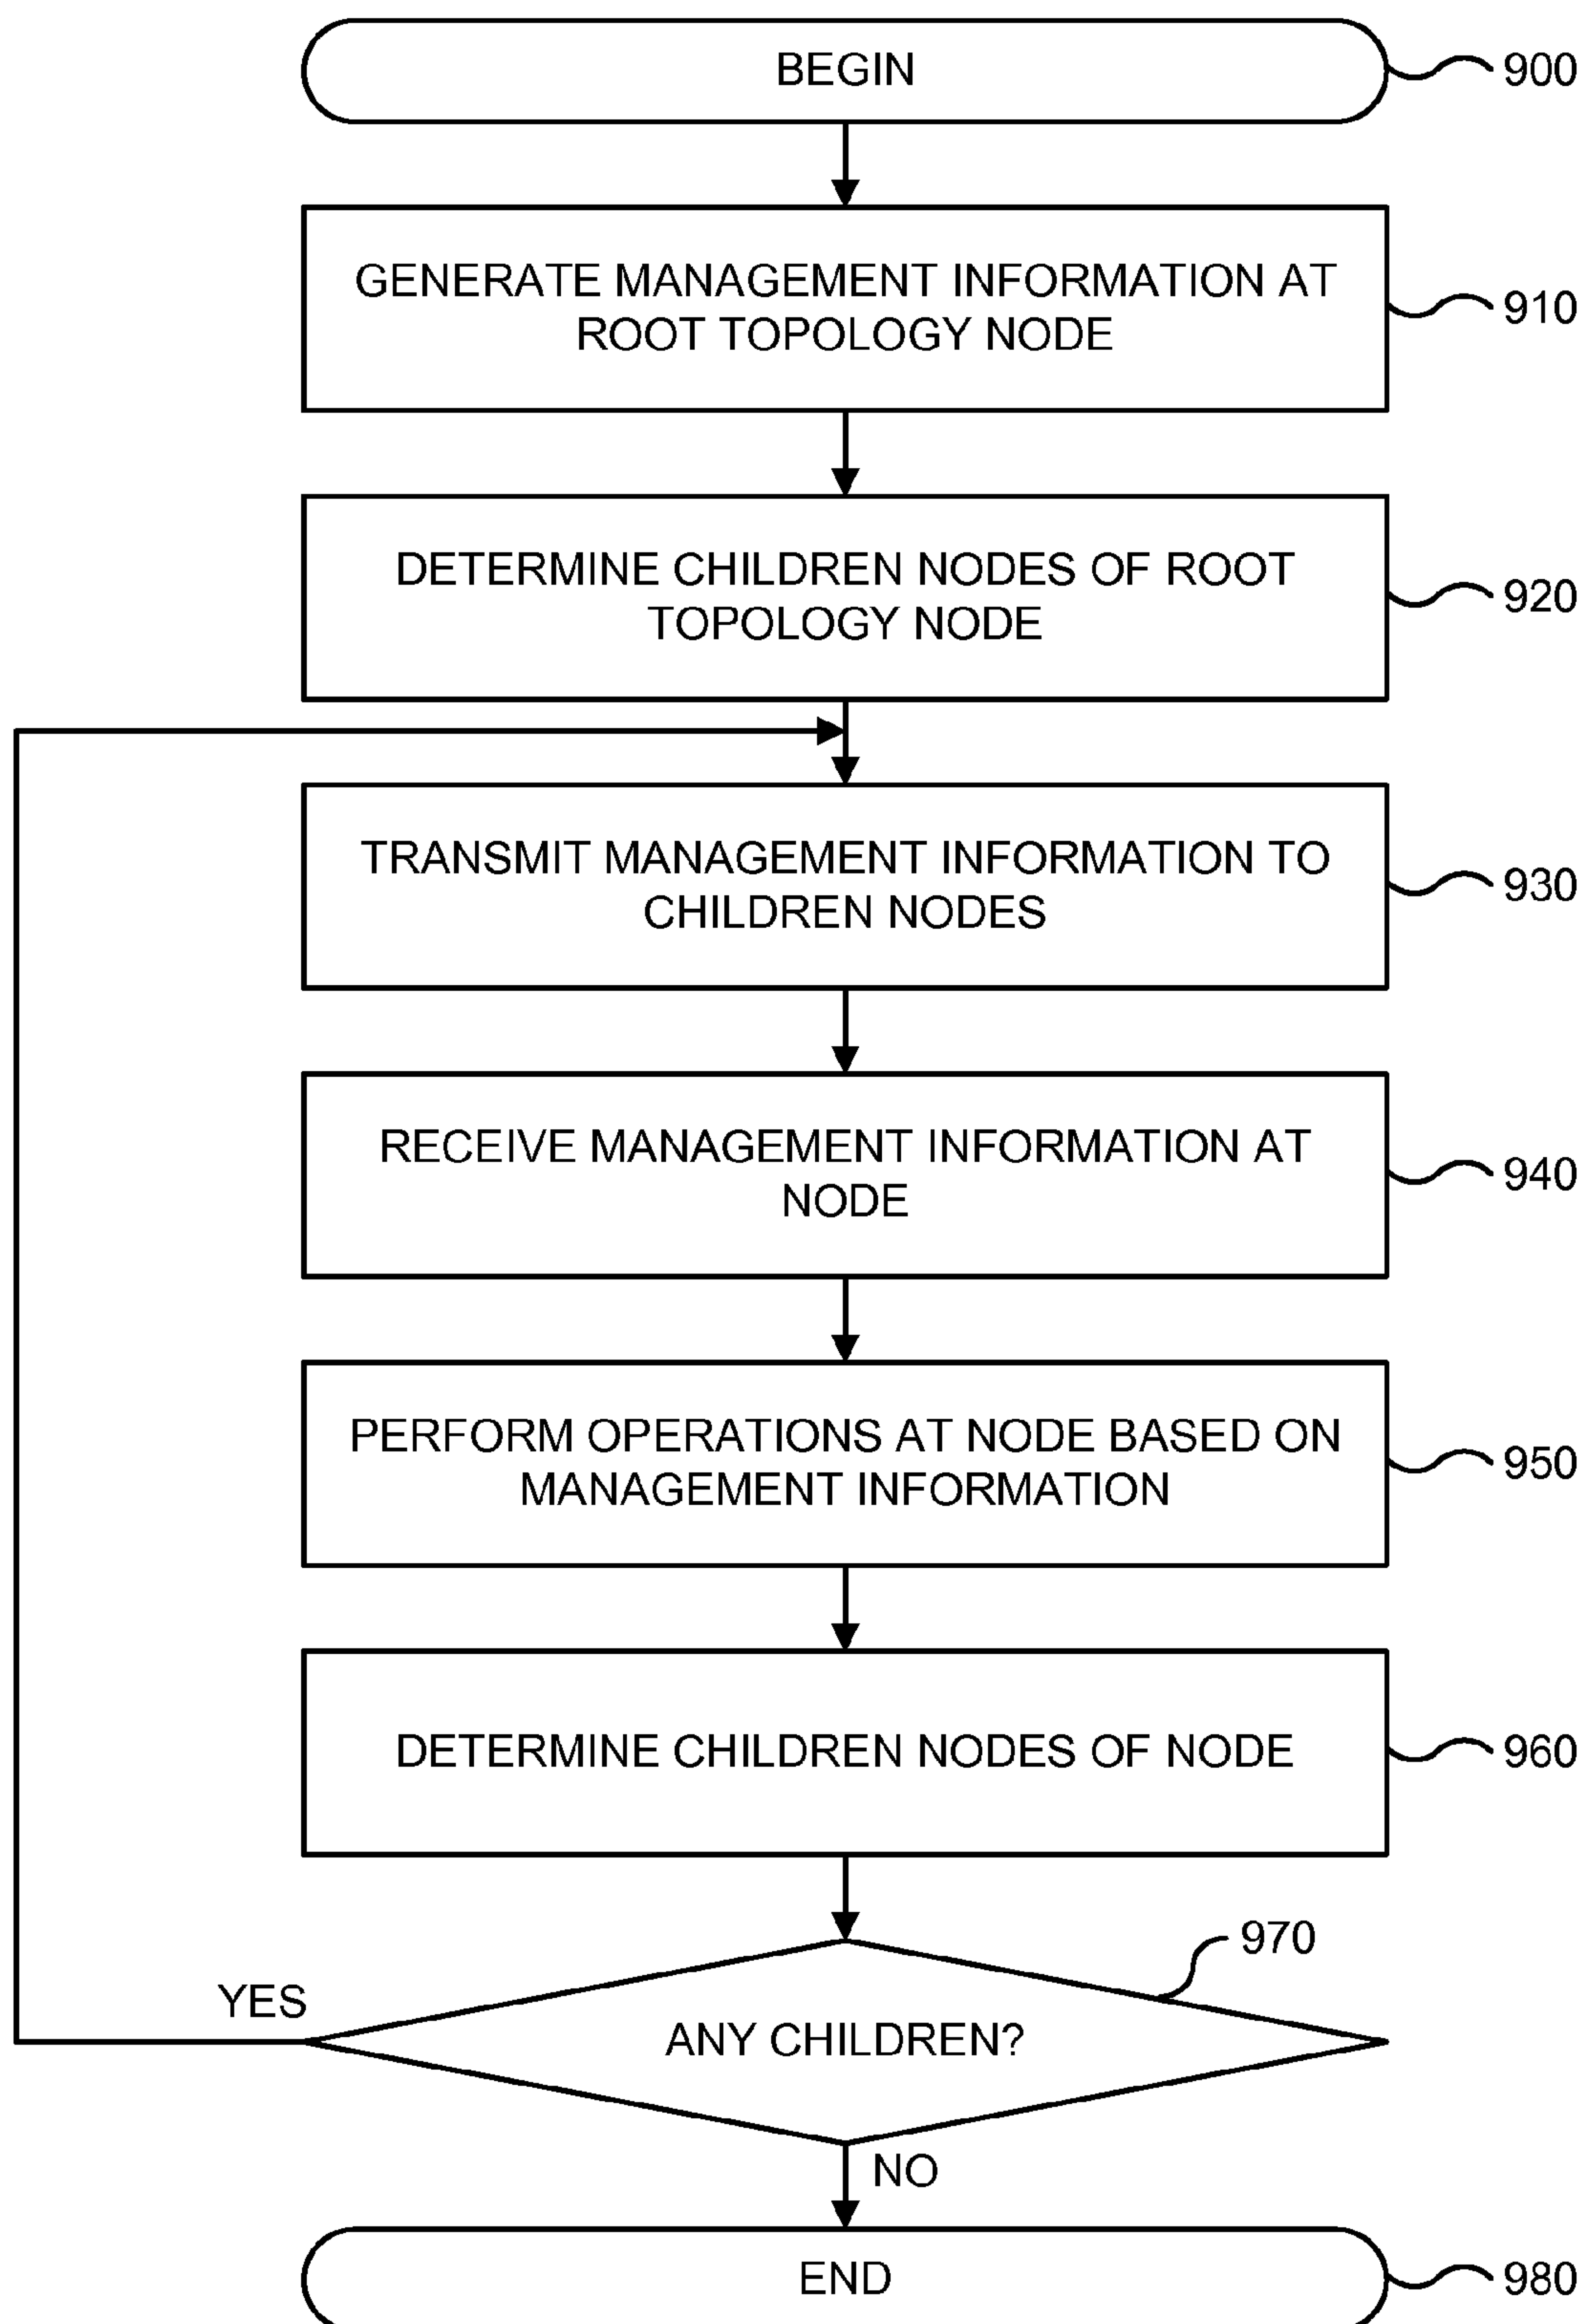 BEGIN
900
GENERATE MANAGEMENT INFORMATION AT
ROOT TOPOLOGY NODE
910
DETERMINE CHILDREN NODES OF ROOT
TOPOLOGY NODE
920
TRANSMIT MANAGEMENT INFORMATION TO
CHILDREN NODES
930
RECEIVE MANAGEMENT INFORMATION AT
NODE
940
PERFORM OPERATIONS AT NODE BASED ON
MANAGEMENT INFORMATION
950
DETERMINE CHILDREN NODES OF NODE
960
970
YES
ANY CHILDREN?
NO
END
980